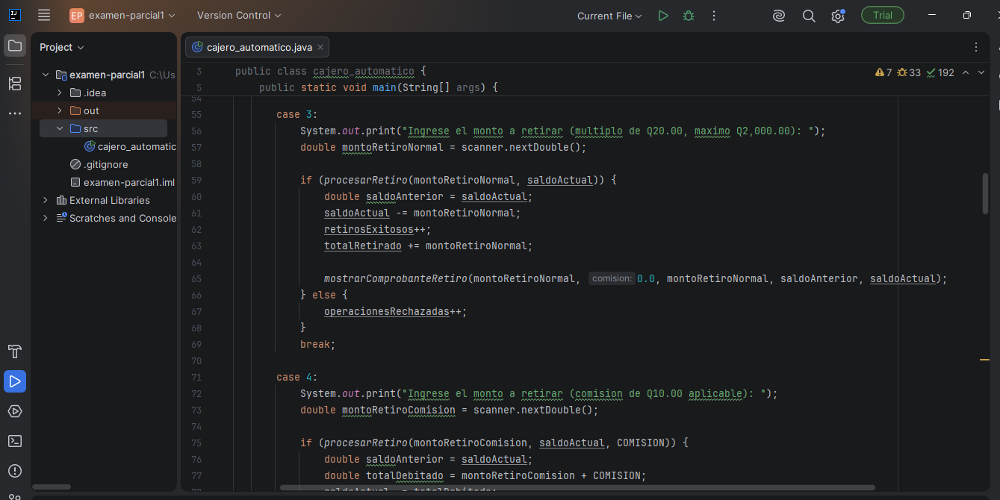 IJ
EP examen-parcial1 Version Control Current File Trial
Project
examen-parcial1 C:\Us
.idea
out
src
cajero_automatic
.gitignore
examen-parcial1.iml
External Libraries
Scratches and Console
cajero_automatico.java
7 33 192
3 public class cajero_automatico {
5 public static void main(String[] args) {
54
55 case 3:
56 System.out.print("Ingrese el monto a retirar (multiplo de Q20.00, maximo Q2,000.00): ");
57 double montoRetiroNormal = scanner.nextDouble();
58
59 if (procesarRetiro(montoRetiroNormal, saldoActual)) {
60 double saldoAnterior = saldoActual;
61 saldoActual -= montoRetiroNormal;
62 retirosExitosos++;
63 totalRetirado += montoRetiroNormal;
64
65 mostrarComprobanteRetiro(montoRetiroNormal, comision: 0.0, montoRetiroNormal, saldoAnterior, saldoActual);
66 } else {
67 operacionesRechazadas++;
68 }
69 break;
70
71 case 4:
72 System.out.print("Ingrese el monto a retirar (comision de Q10.00 aplicable): ");
73 double montoRetiroComision = scanner.nextDouble();
74
75 if (procesarRetiro(montoRetiroComision, saldoActual, COMISION)) {
76 double saldoAnterior = saldoActual;
77 double totalDebitado = montoRetiroComision + COMISION;
78 saldoActual -= totalDebitado;